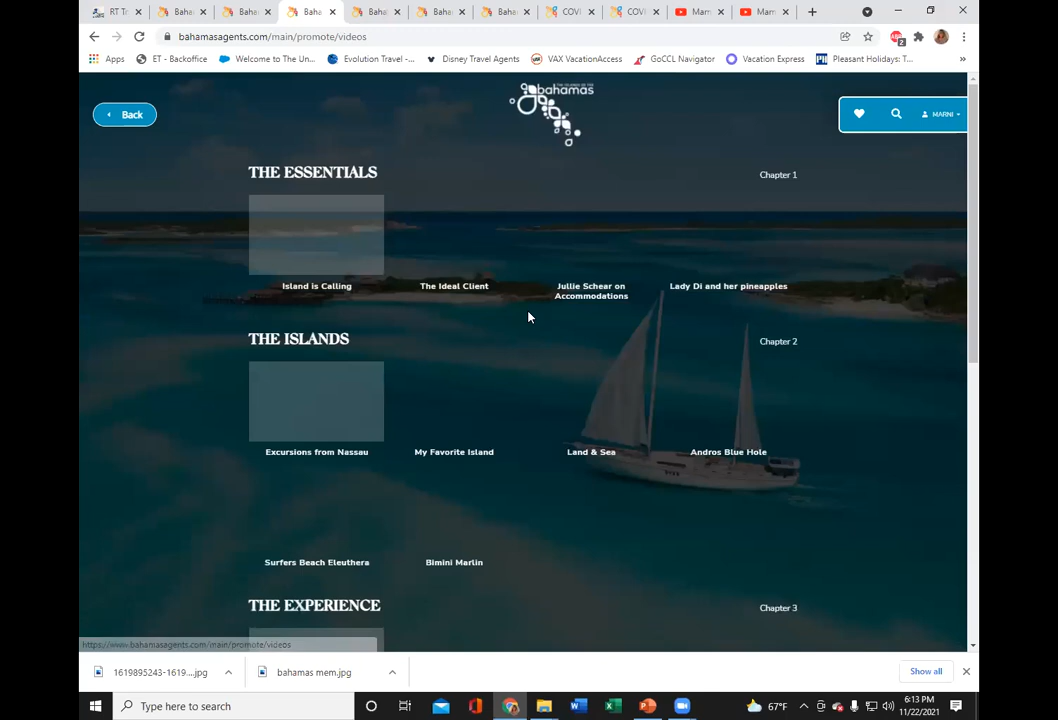 RT Tr
Baha
Baha
Baha
Baha
Baha
Baha
COVI
COVI
Marn
Marn
bahamasagents.com/main/promote/videos
2
Apps
ET - Backoffice
Welcome to The Un...
Evolution Travel -...
Disney Travel Agents
VAX VacationAccess
GoCCL Navigator
Vacation Express
Pleasant Holidays: T...
»
Back
bahamas
MARNI
THE ESSENTIALS
Chapter 1
Island is Calling
The Ideal Client
Jullie Schear on
Accommodations
Lady Di and her pineapples
THE ISLANDS
Chapter 2
Excursions from Nassau
My Favorite Island
Land & Sea
Andros Blue Hole
Surfers Beach Eleuthera
Bimini Marlin
THE EXPERIENCE
Chapter 3
https://www.bahamasagents.com/main/promote/videos
1619895243-1619....jpg
bahamas mem.jpg
Show all
Type here to search
67°F
6:13 PM
11/22/2021